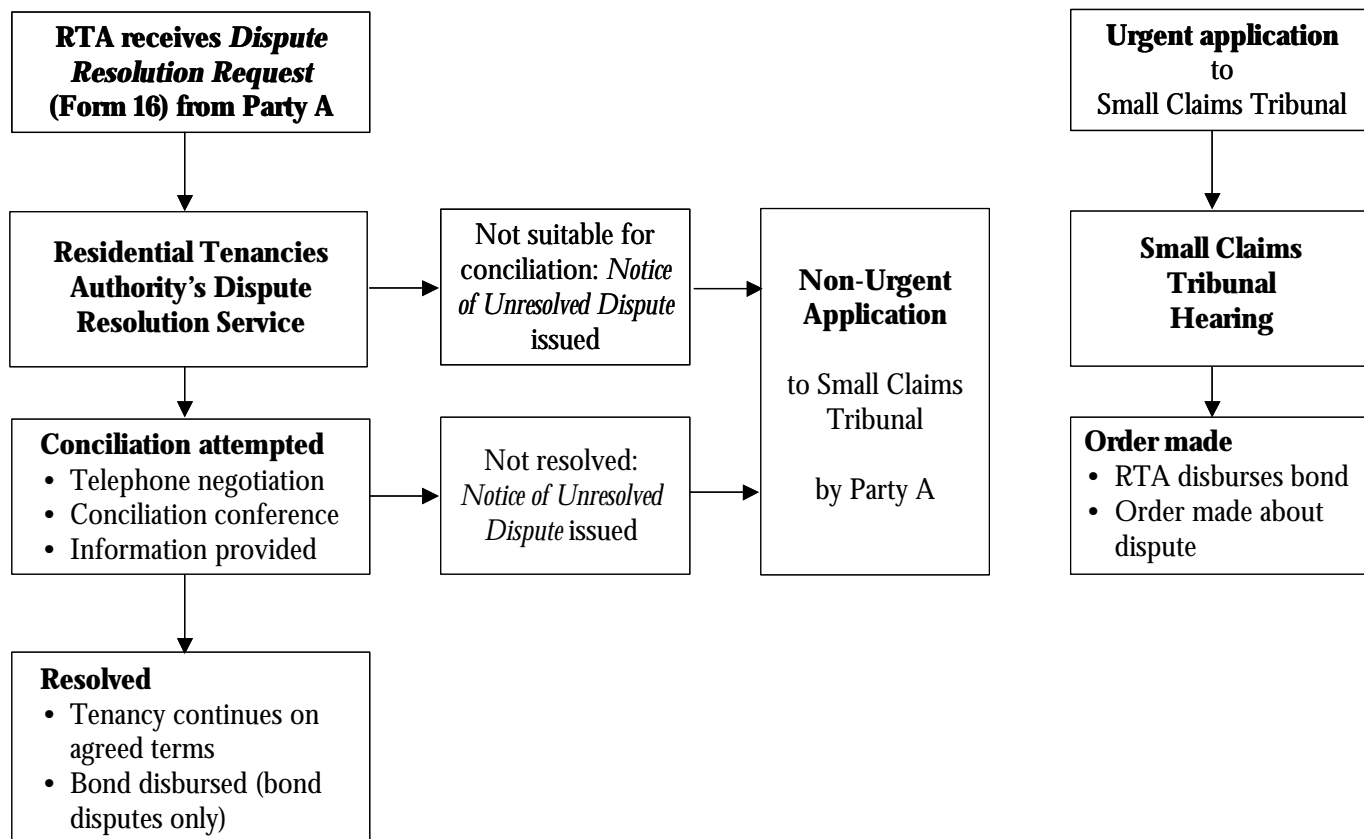 RTA receives Dispute
Resolution Request
(Form 16) from Party A
Residential Tenancies
Authority’s Dispute
Resolution Service
Conciliation attempted
• Telephone negotiation
• Conciliation conference
• Information provided
Resolved
• Tenancy continues on
agreed terms
• Bond disbursed (bond
disputes only)
Not suitable for
conciliation: Notice
of Unresolved Dispute
issued
Not resolved:
Notice of Unresolved
Dispute issued
Non-Urgent
Application
to Small Claims
Tribunal
by Party A
Urgent application
to
Small Claims Tribunal
Small Claims
Tribunal
Hearing
Order made
• RTA disburses bond
• Order made about
dispute